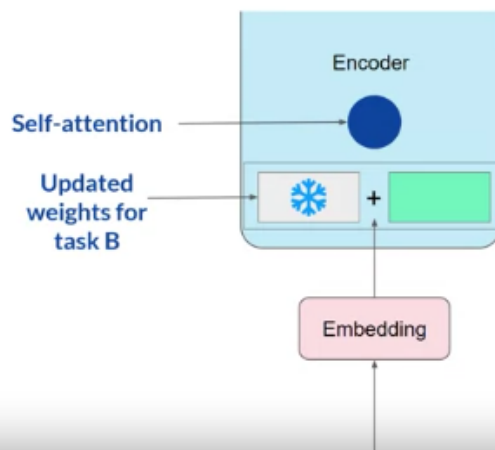 Encoder
Self-attention
Updated
weights for
task B
+
Embedding